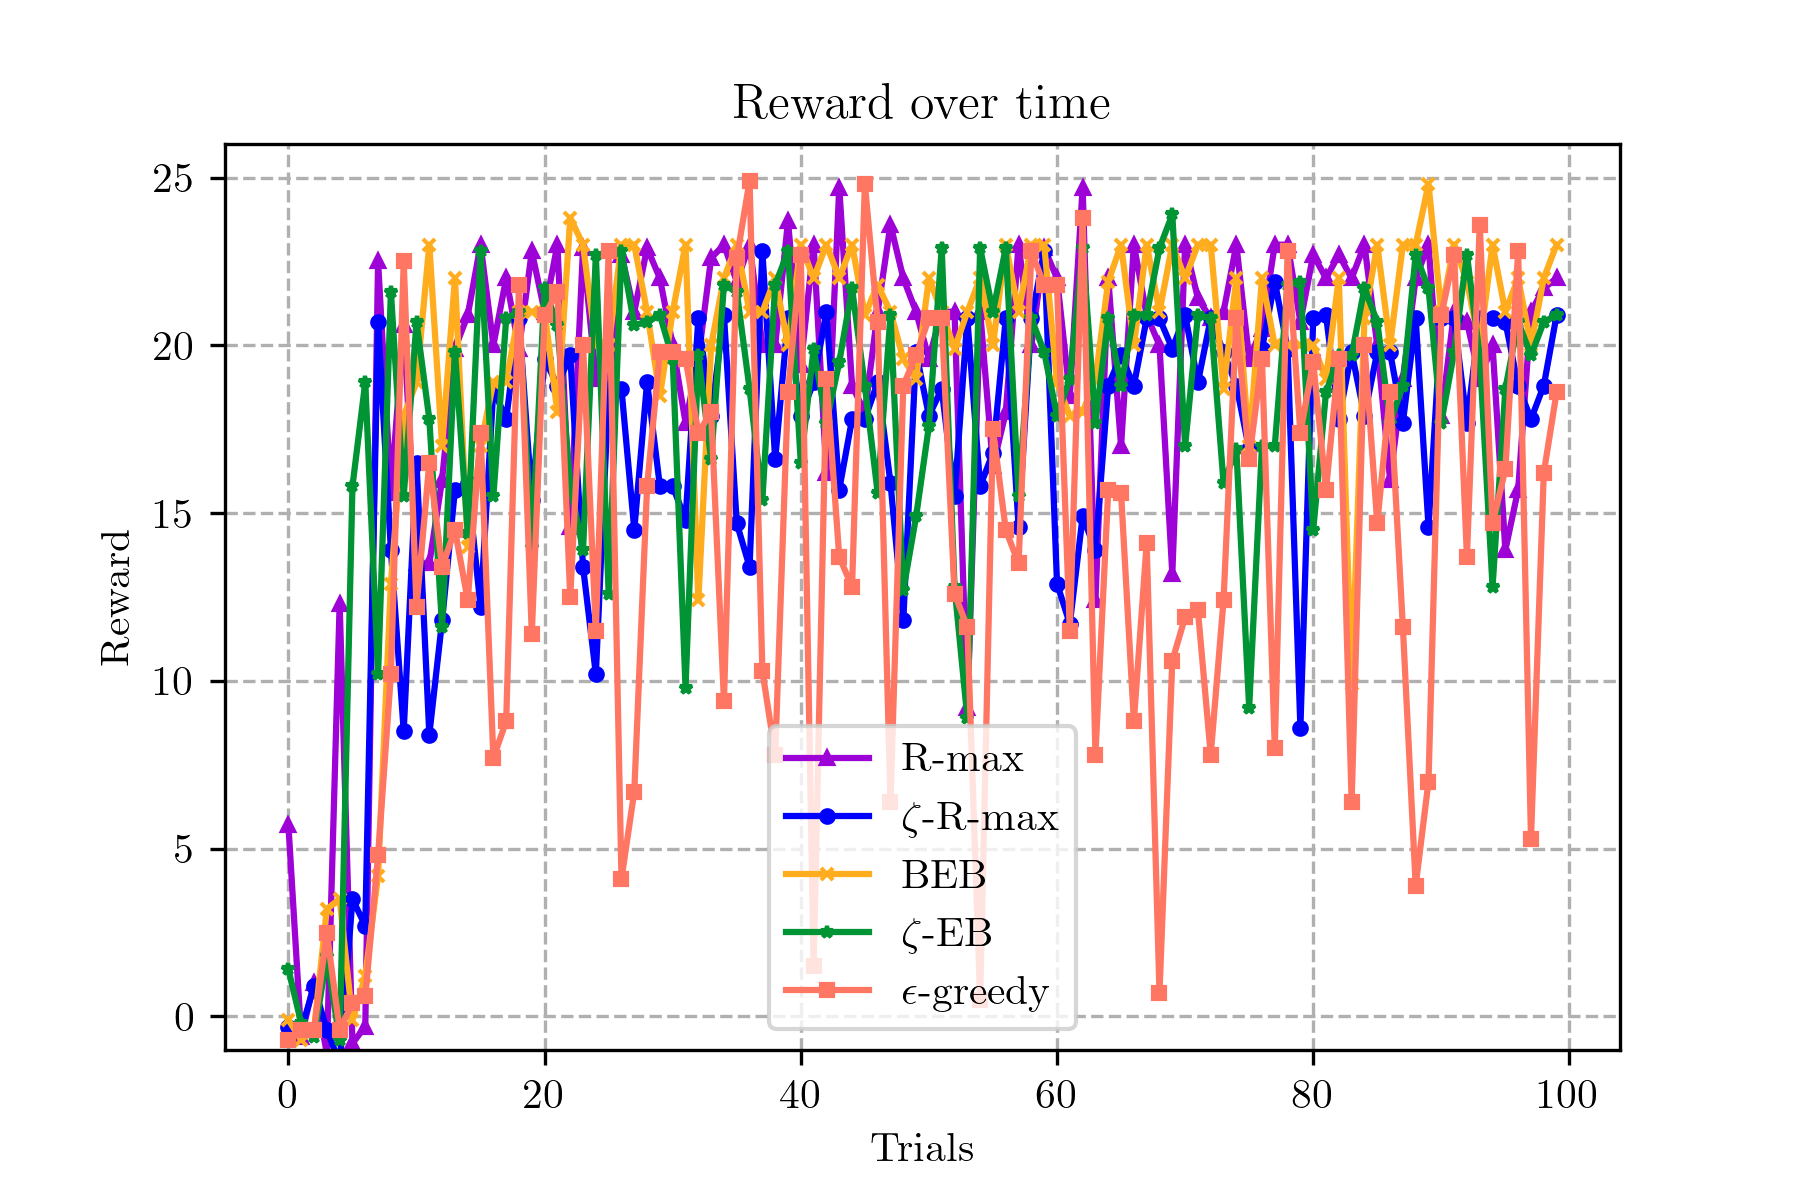 Reward over time
25
20
15
10
5
0
Reward
0 20 40 60 80 100
Trials
R-max
ζ-R-max
BEB
ζ-EB
ϵ-greedy